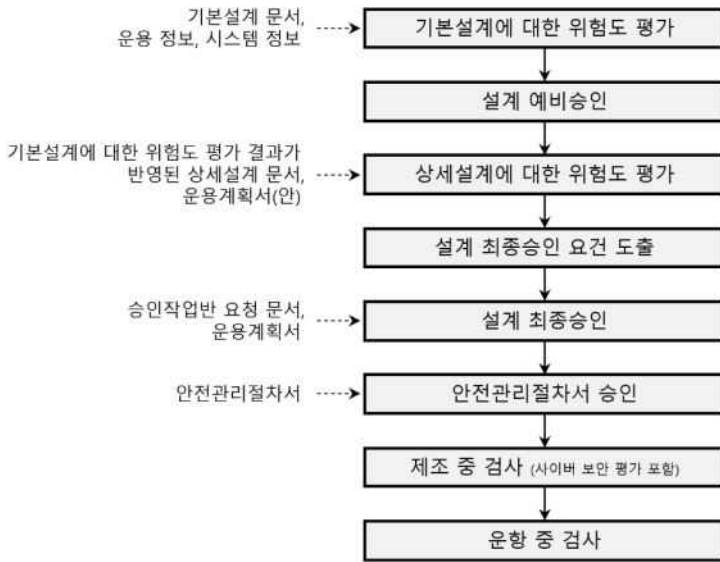 기본설계 문서,
운용 정보, 시스템 정보
기본설계에 대한 위험도 평가
설계 예비승인
기본설계에 대한 위험도 평가 결과가
반영된 상세설계 문서,
운용계획서(안)
상세설계에 대한 위험도 평가
설계 최종승인 요건 도출
승인작업반 요청 문서,
운용계획서
설계 최종승인
안전관리절차서
안전관리절차서 승인
제조 중 검사 (사이버 보안 평가 포함)
운항 중 검사